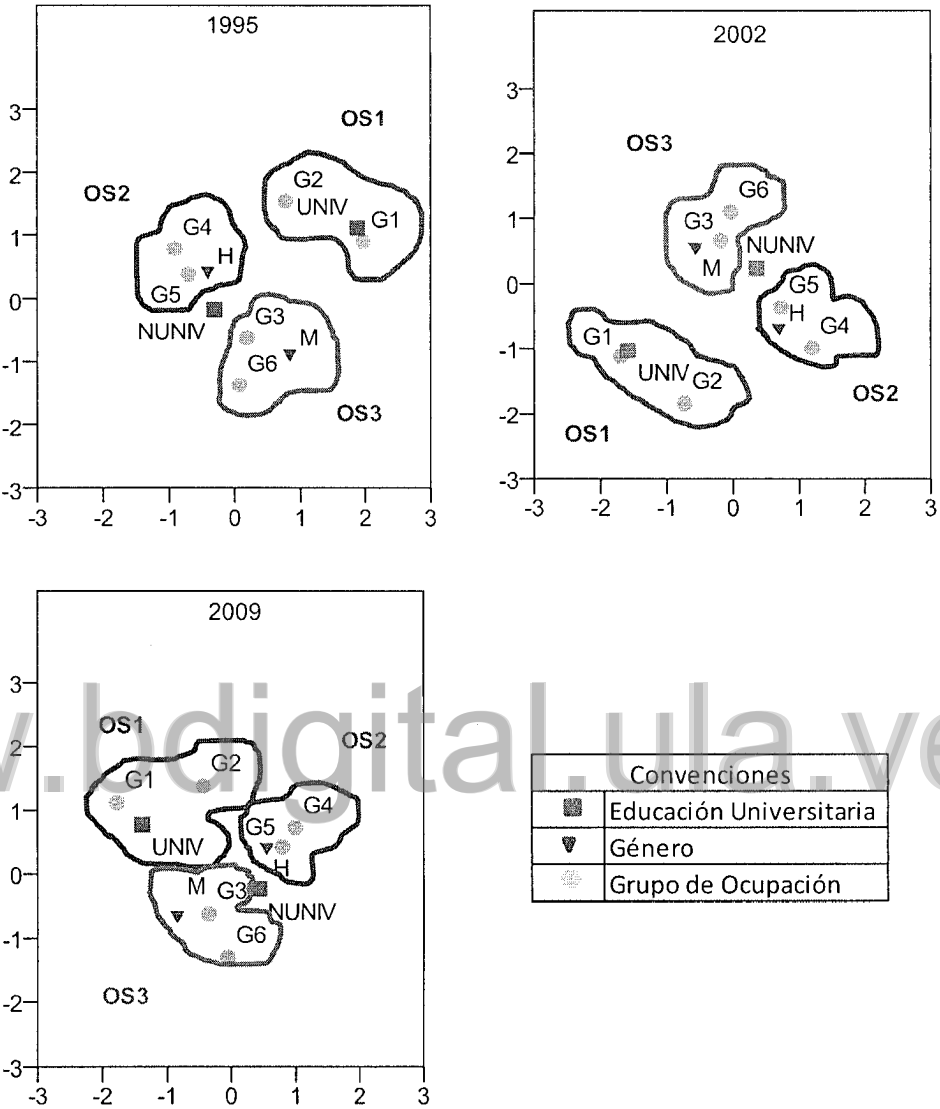 1995
3
2
1
0
-1
-2
-3
-3 -2 -1 0 1 2 3
OS1
OS2
G2
UNIV
G1
G4
H
G5
NUNIV
G3
M
G6
OS3
2002
3
2
1
0
-1
-2
-3
-3 -2 -1 0 1 2 3
OS3
G6
G3
NUNIV
M
G5
H
G4
G1
UNIV
G2
OS2
OS1
2009
3
2
1
0
-1
-2
-3
-3 -2 -1 0 1 2 3
OS1
OS2
G1
G2
G4
G5
UNIV
H
M
G3
NUNIV
G6
OS3
w.bdigital.ula.ve
Convenciones
Educación Universitaria
Género
Grupo de Ocupación